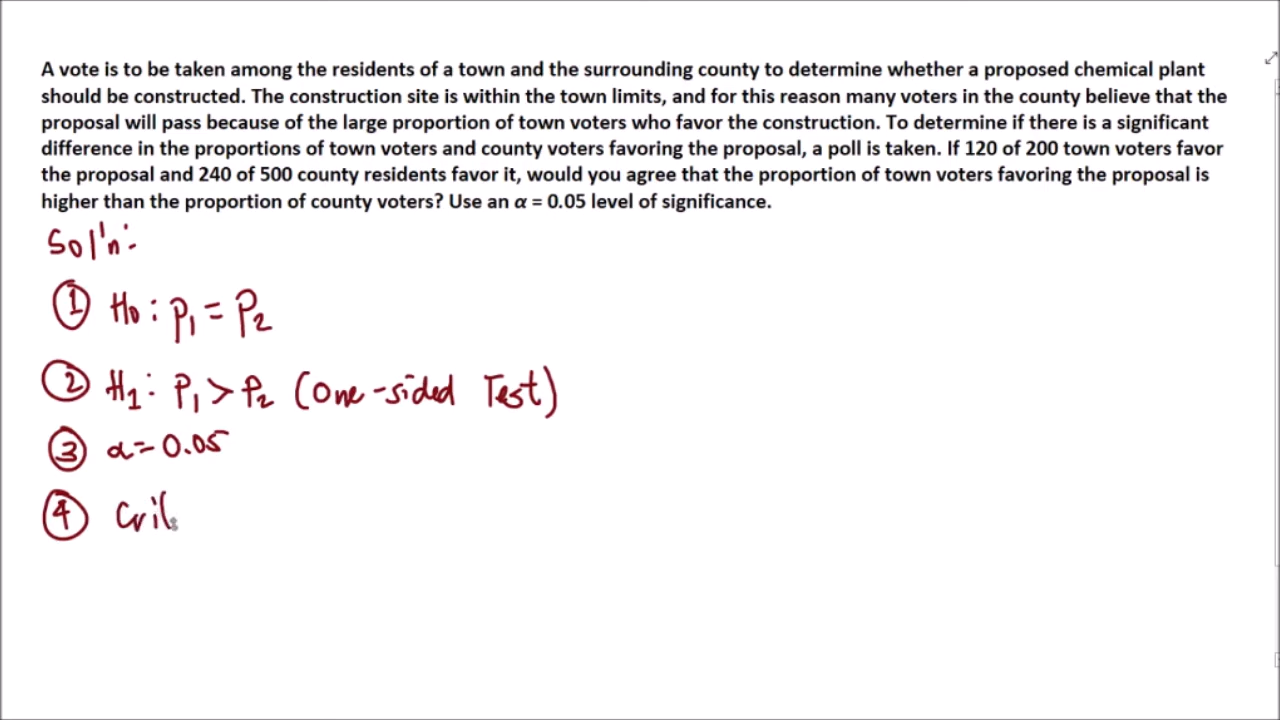 A vote is to be taken among the residents of a town and the surrounding county to determine whether a proposed chemical plant
should be constructed. The construction site is within the town limits, and for this reason many voters in the county believe that the
proposal will pass because of the large proportion of town voters who favor the construction. To determine if there is a significant
difference in the proportions of town voters and county voters favoring the proposal, a poll is taken. If 120 of 200 town voters favor
the proposal and 240 of 500 county residents favor it, would you agree that the proportion of town voters favoring the proposal is
higher than the proportion of county voters? Use an α = 0.05 level of significance.
Sol'n:
① H₀: P₁ = P₂
② H₁: P₁ > P₂ (One-sided Test)
③ α = 0.05
④ Crit